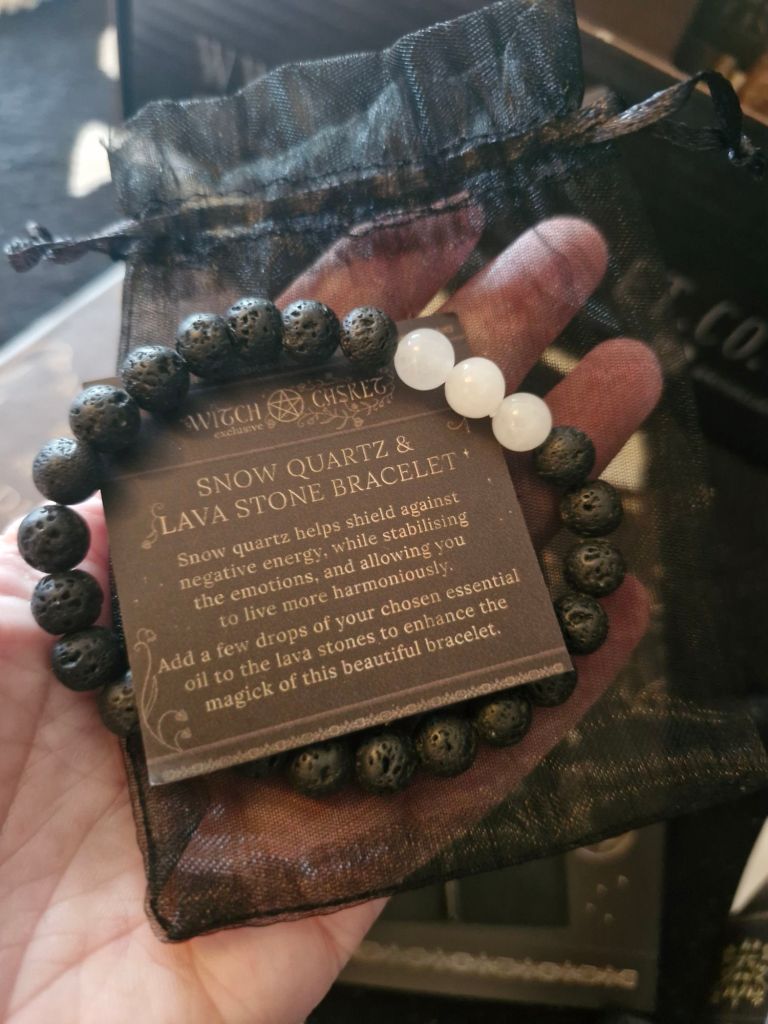 WITCH CASKET
exclusive
SNOW QUARTZ &
LAVA STONE BRACELET
Snow quartz helps shield against
negative energy, while stabilising
the emotions, and allowing you
to live more harmoniously.
Add a few drops of your chosen essential
oil to the lava stones to enhance the
magick of this beautiful bracelet.